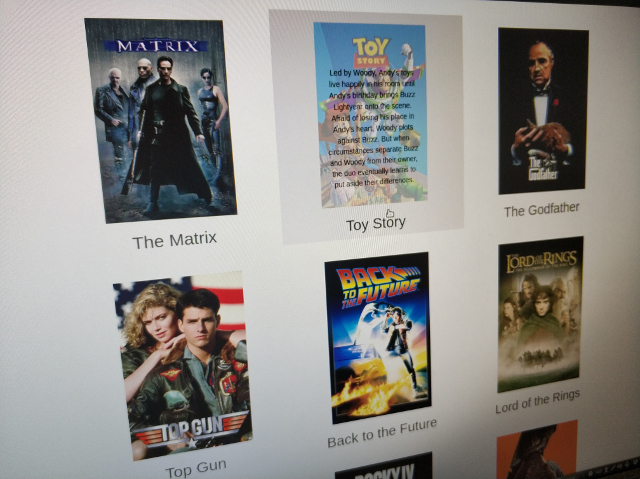 MATRIX
The Matrix
TOY
STORY
Led by Woody, Andy's toys
live happily in his room until
Andy's birthday brings Buzz
Lightyear onto the scene.
Afraid of losing his place in
Andy's heart, Woody plots
against Buzz. But when
circumstances separate Buzz
and Woody from their owner,
the duo eventually learns to
put aside their differences.
Toy Story
The
Godfather
The Godfather
TOP GUN
Top Gun
BACK
TO THE
FUTURE
Back to the Future
THE
LORD OF THE RINGS
Lord of the Rings
ROCKY IV